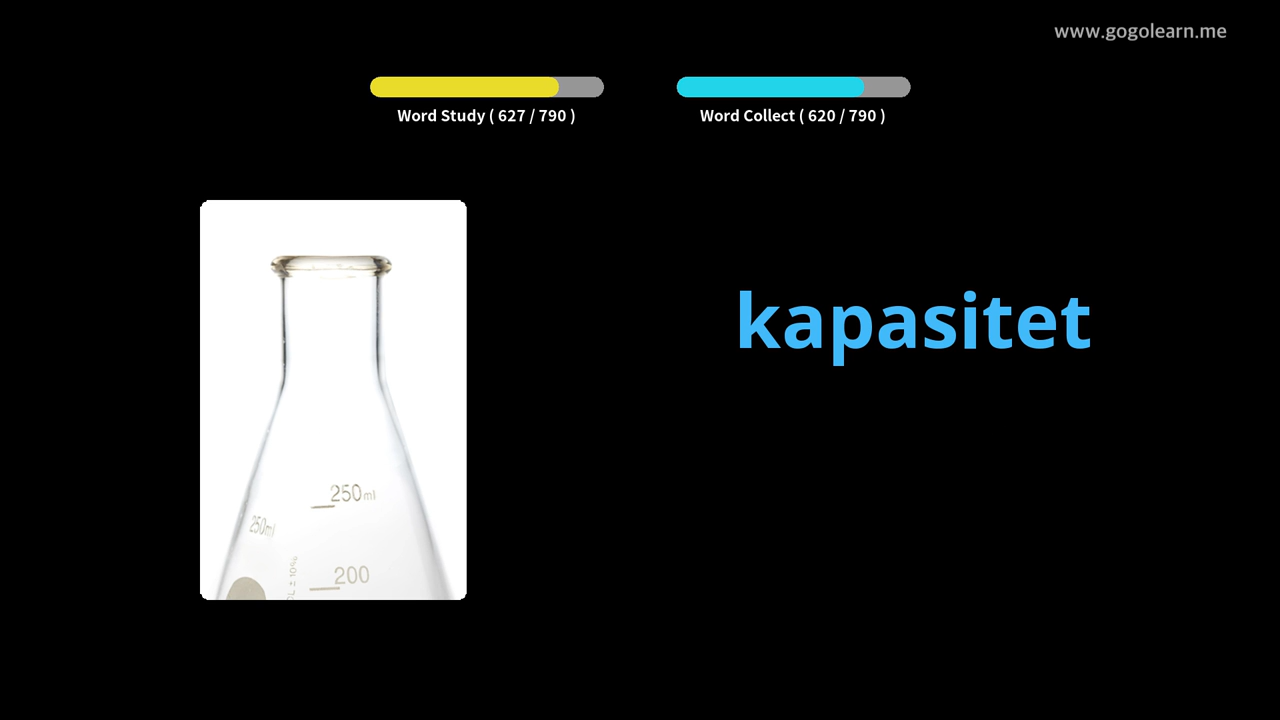 www.gogolearn.me
Word Study ( 627 / 790 )
Word Collect ( 620 / 790 )
kapasitet
250ml
250ml
200